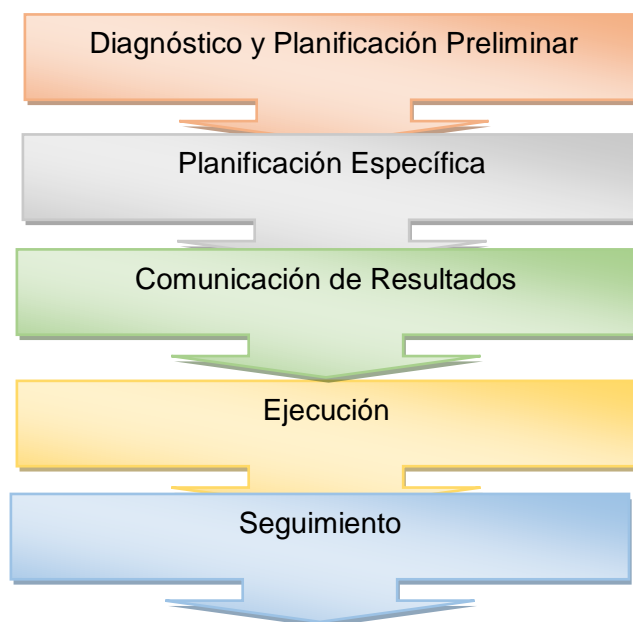 Diagnóstico y Planificación Preliminar
Planificación Específica
Comunicación de Resultados
Ejecución
Seguimiento